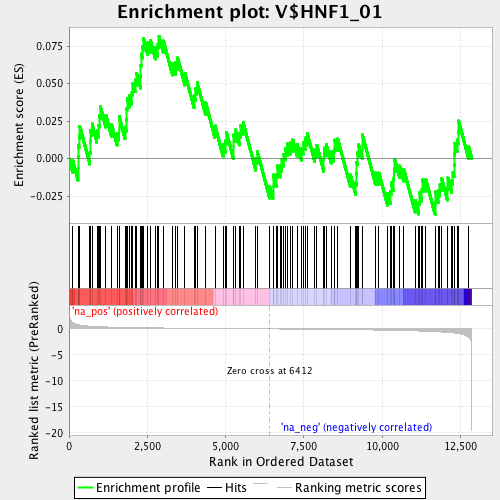 Enrichment plot: V$HNF1_01
Enrichment score (ES)
0.075
0.050
0.025
0.000
-0.025
'na_pos' (positively correlated)
Ranked list metric (PreRanked)
0
-5
-10
-15
-20
Zero cross at 6412
'na_neg' (negatively correlated)
0
2,500
5,000
7,500
10,000
12,500
Rank in Ordered Dataset
Enrichment profile
Hits
Ranking metric scores